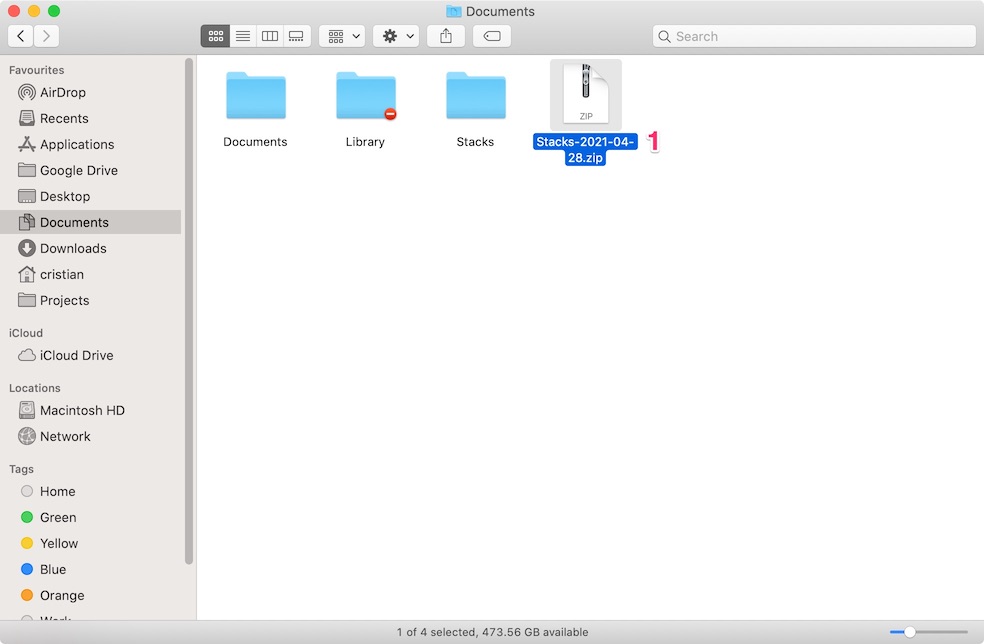 Documents
Search
Favourites
AirDrop
Recents
Applications
Google Drive
Desktop
Documents
Downloads
cristian
Projects
iCloud
iCloud Drive
Locations
Macintosh HD
Network
Tags
Home
Green
Yellow
Blue
Orange
Work
Documents
Library
Stacks
ZIP
Stacks-2021-04-
28.zip
1
1 of 4 selected, 473.56 GB available